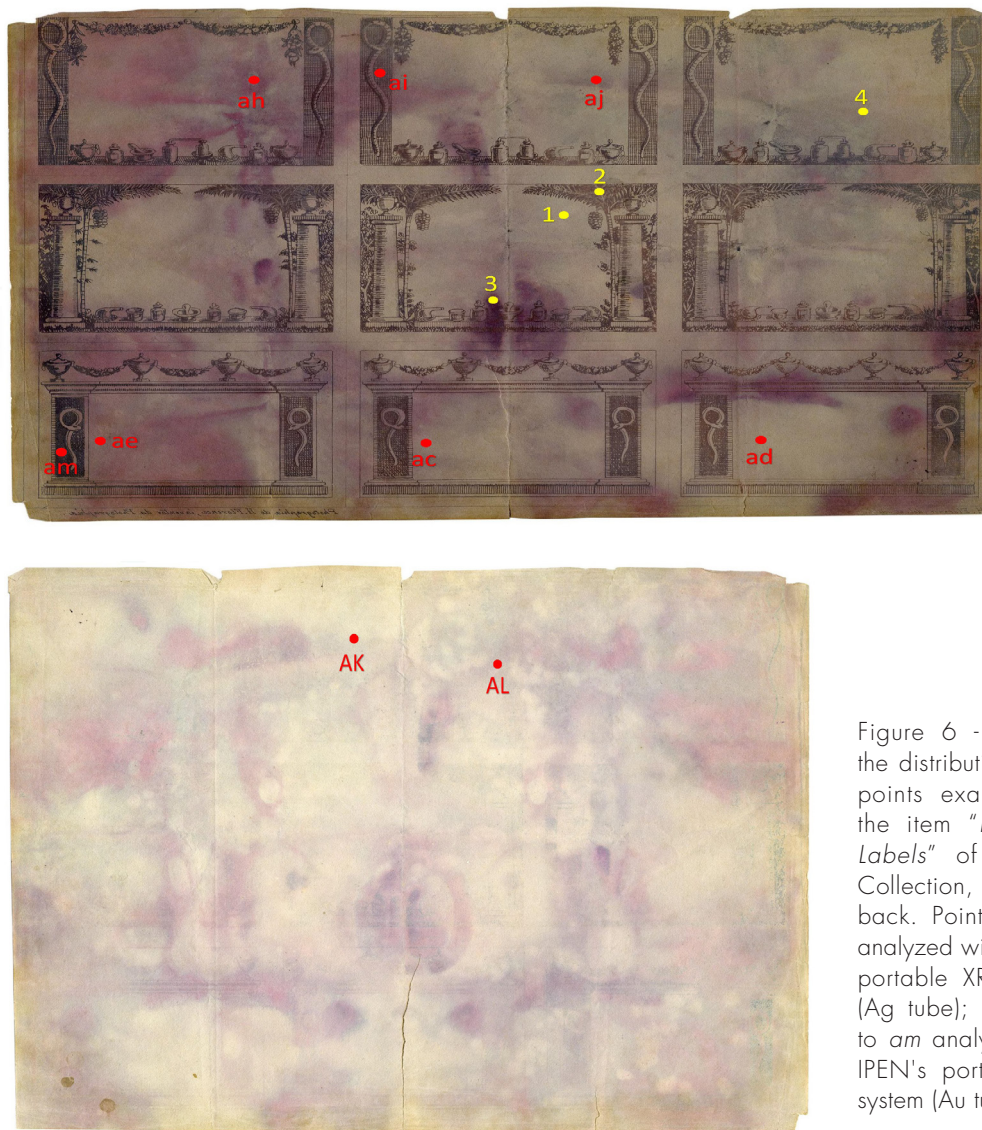 ah
ai
aj
4
2
1
3
ae
am
ac
ad
AK
AL
Figure 6 -
the distribut
points exa
the item "
Labels" of
Collection,
back. Point
analyzed wi
portable XR
(Ag tube);
to am analy
IPEN's port
system (Au tu